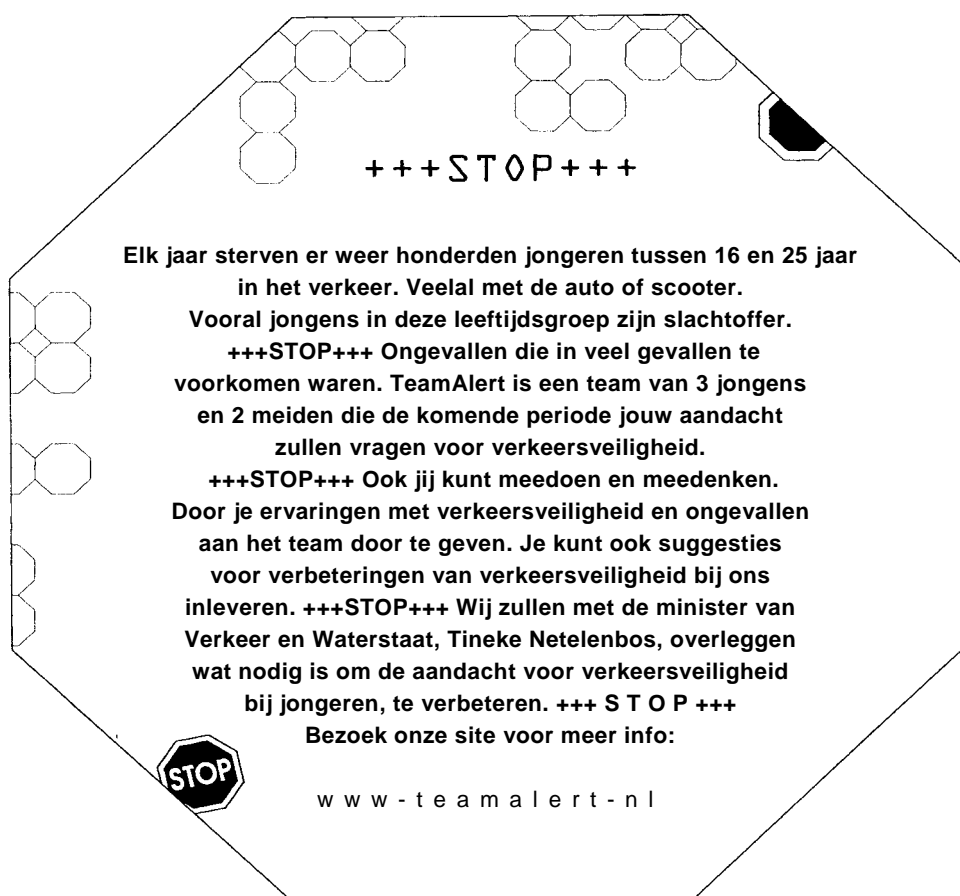 +++STOP+++
Elk jaar sterven er weer honderden jongeren tussen 16 en 25 jaar
in het verkeer. Veelal met de auto of scooter.
Vooral jongens in deze leeftijdsgroep zijn slachtoffer.
+++STOP+++ Ongevallen die in veel gevallen te
voorkomen waren. TeamAlert is een team van 3 jongens
en 2 meiden die de komende periode jouw aandacht
zullen vragen voor verkeersveiligheid.
+++STOP+++ Ook jij kunt meedoen en meedenken.
Door je ervaringen met verkeersveiligheid en ongevallen
aan het team door te geven. Je kunt ook suggesties
voor verbeteringen van verkeersveiligheid bij ons
inleveren. +++STOP+++ Wij zullen met de minister van
Verkeer en Waterstaat, Tineke Netelenbos, overleggen
wat nodig is om de aandacht voor verkeersveiligheid
bij jongeren, te verbeteren. +++ S T O P +++
Bezoek onze site voor meer info:
STOP
www-teamalert-nl